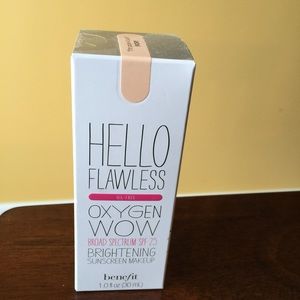 HELLO
FLAWLESS
OIL-FREE
OXYGEN
WOW
BROAD SPECTRUM SPF 25
BRIGHTENING
SUNSCREEN MAKEUP
benefit
1.0 fl oz (30 mL)